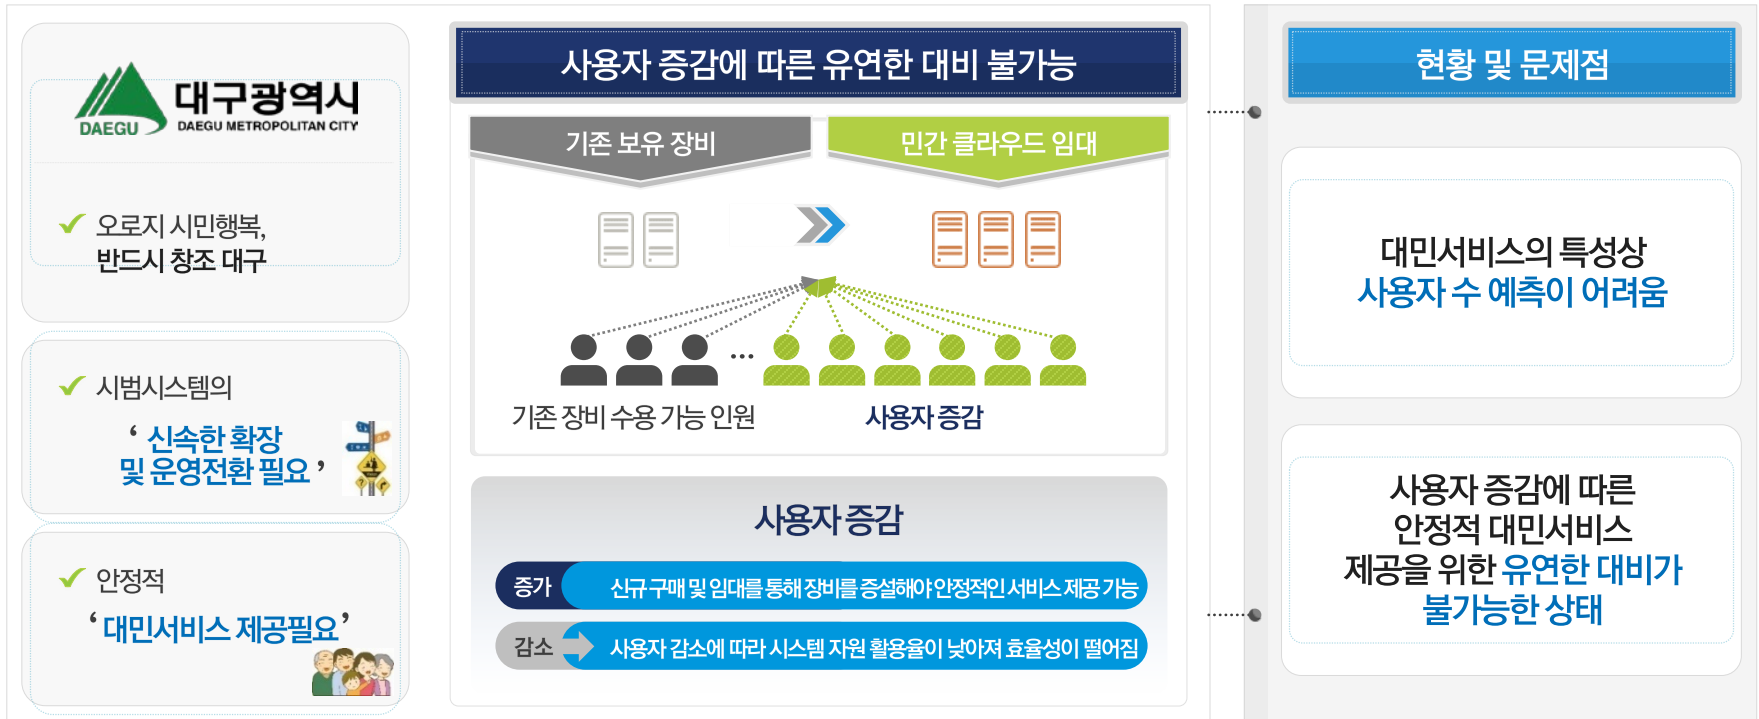 대구광역시
DAEGU
DAEGU METROPOLITAN CITY
오로지 시민행복,
반드시 창조 대구
시범시스템의
‘ 신속한 확장
및 운영전환 필요 ’
안정적
‘ 대민서비스 제공필요 ’
사용자 증감에 따른 유연한 대비 불가능
기존 보유 장비
민간 클라우드 임대
...
기존 장비 수용 가능 인원
사용자 증감
사용자 증감
증가
신규 구매 및 임대를 통해 장비를 증설해야 안정적인 서비스 제공 가능
감소
사용자 감소에 따라 시스템 자원 활용율이 낮아져 효율성이 떨어짐
현황 및 문제점
대민서비스의 특성상
사용자 수 예측이 어려움
사용자 증감에 따른
안정적 대민서비스
제공을 위한 유연한 대비가
불가능한 상태